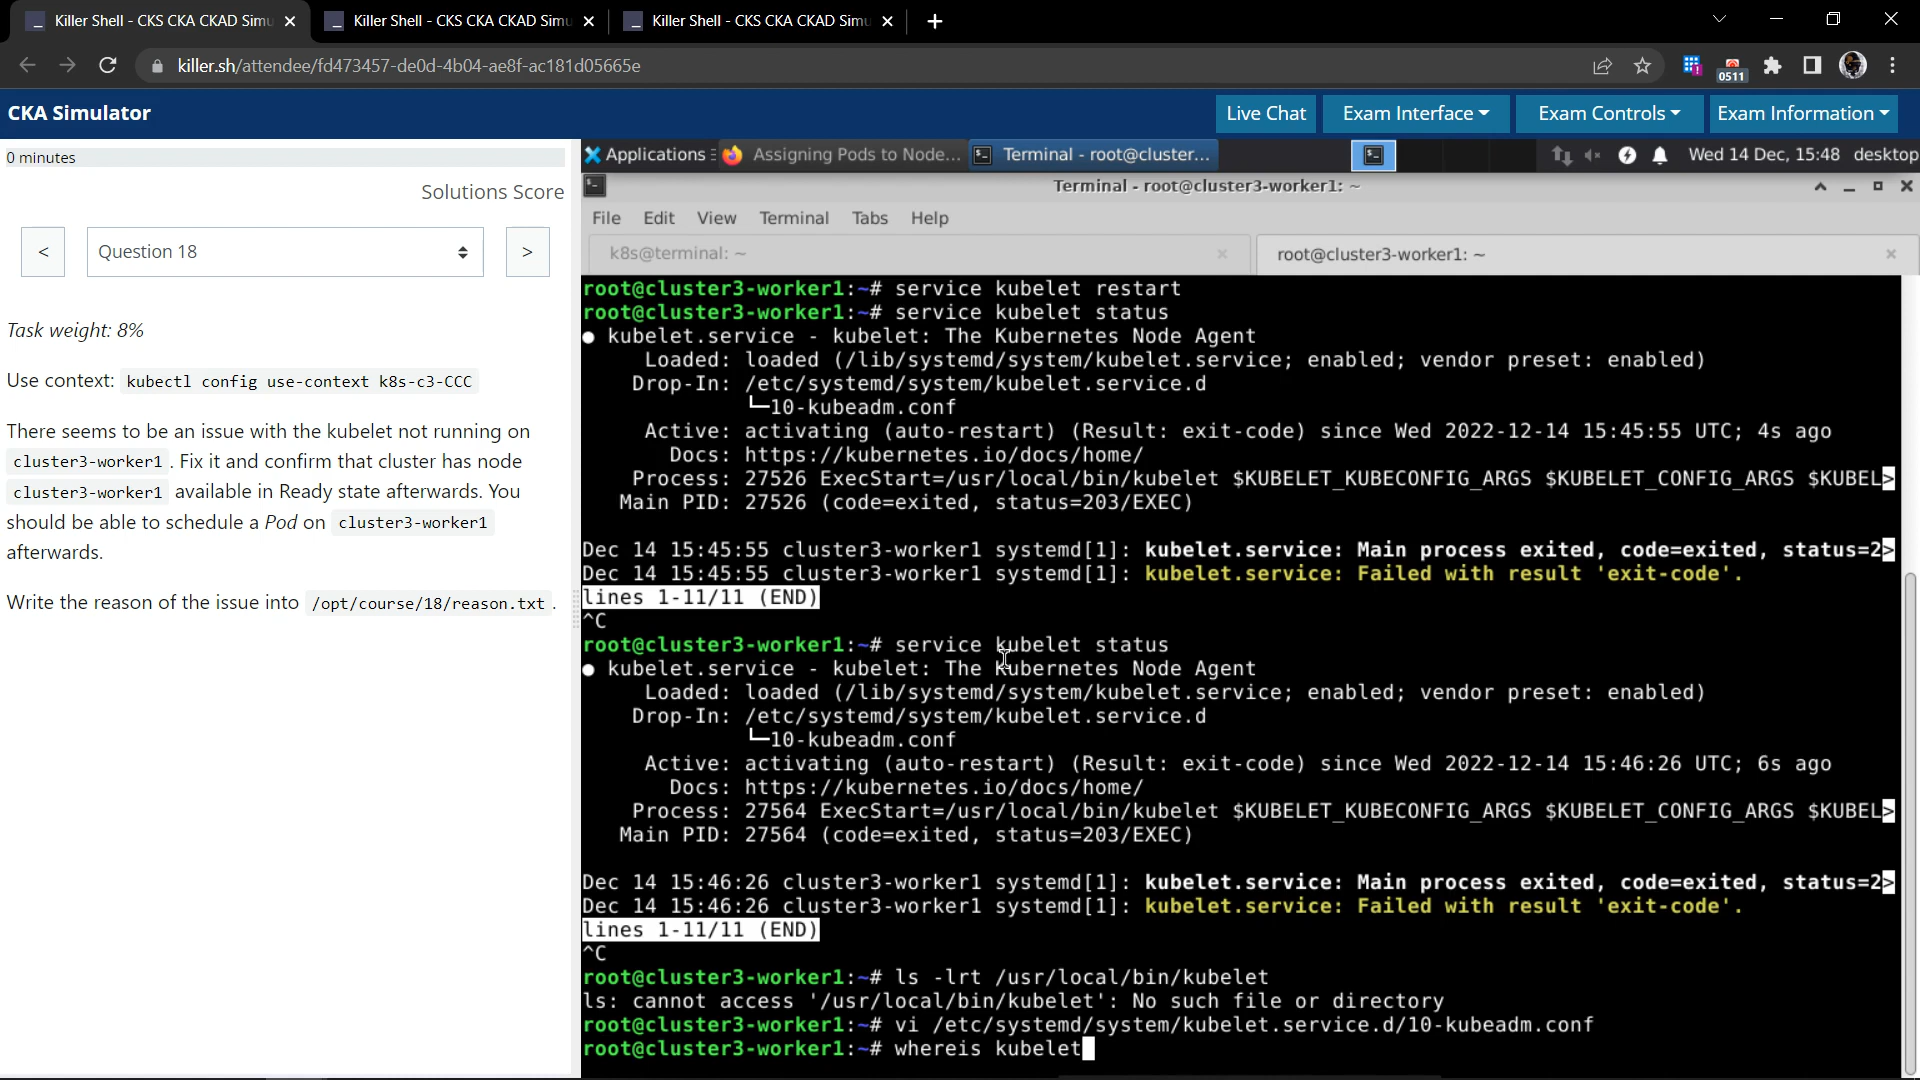 Killer Shell - CKS CKA CKAD Simu
Killer Shell - CKS CKA CKAD Simu
Killer Shell - CKS CKA CKAD Simu
killer.sh/attendee/fd473457-de0d-4b04-ae8f-ac181d05665e
1
0511
CKA Simulator
Live Chat
Exam Interface
Exam Controls
Exam Information
0 minutes
Solutions Score
<
Question 18
>
Task weight: 8%
Use context: kubectl config use-context k8s-c3-CCC
There seems to be an issue with the kubelet not running on
cluster3-worker1 . Fix it and confirm that cluster has node
cluster3-worker1 available in Ready state afterwards. You
should be able to schedule a Pod on cluster3-worker1
afterwards.
Write the reason of the issue into /opt/course/18/reason.txt .
Applications
Assigning Pods to Node...
Terminal - root@cluster...
Wed 14 Dec, 15:48 desktop
Terminal - root@cluster3-worker1: ~
File Edit View Terminal Tabs Help
k8s@terminal: ~
root@cluster3-worker1: ~
root@cluster3-worker1:~# service kubelet restart
root@cluster3-worker1:~# service kubelet status
● kubelet.service - kubelet: The Kubernetes Node Agent
Loaded: loaded (/lib/systemd/system/kubelet.service; enabled; vendor preset: enabled)
Drop-In: /etc/systemd/system/kubelet.service.d
└─10-kubeadm.conf
Active: activating (auto-restart) (Result: exit-code) since Wed 2022-12-14 15:45:55 UTC; 4s ago
Docs: https://kubernetes.io/docs/home/
Process: 27526 ExecStart=/usr/local/bin/kubelet $KUBELET_KUBECONFIG_ARGS $KUBELET_CONFIG_ARGS $KUBEL>
Main PID: 27526 (code=exited, status=203/EXEC)
Dec 14 15:45:55 cluster3-worker1 systemd[1]: kubelet.service: Main process exited, code=exited, status=2>
Dec 14 15:45:55 cluster3-worker1 systemd[1]: kubelet.service: Failed with result 'exit-code'.
lines 1-11/11 (END)
^C
root@cluster3-worker1:~# service kubelet status
● kubelet.service - kubelet: The Kubernetes Node Agent
Loaded: loaded (/lib/systemd/system/kubelet.service; enabled; vendor preset: enabled)
Drop-In: /etc/systemd/system/kubelet.service.d
└─10-kubeadm.conf
Active: activating (auto-restart) (Result: exit-code) since Wed 2022-12-14 15:46:26 UTC; 6s ago
Docs: https://kubernetes.io/docs/home/
Process: 27564 ExecStart=/usr/local/bin/kubelet $KUBELET_KUBECONFIG_ARGS $KUBELET_CONFIG_ARGS $KUBEL>
Main PID: 27564 (code=exited, status=203/EXEC)
Dec 14 15:46:26 cluster3-worker1 systemd[1]: kubelet.service: Main process exited, code=exited, status=2>
Dec 14 15:46:26 cluster3-worker1 systemd[1]: kubelet.service: Failed with result 'exit-code'.
lines 1-11/11 (END)
^C
root@cluster3-worker1:~# ls -lrt /usr/local/bin/kubelet
ls: cannot access '/usr/local/bin/kubelet': No such file or directory
root@cluster3-worker1:~# vi /etc/systemd/system/kubelet.service.d/10-kubeadm.conf
root@cluster3-worker1:~# whereis kubelet